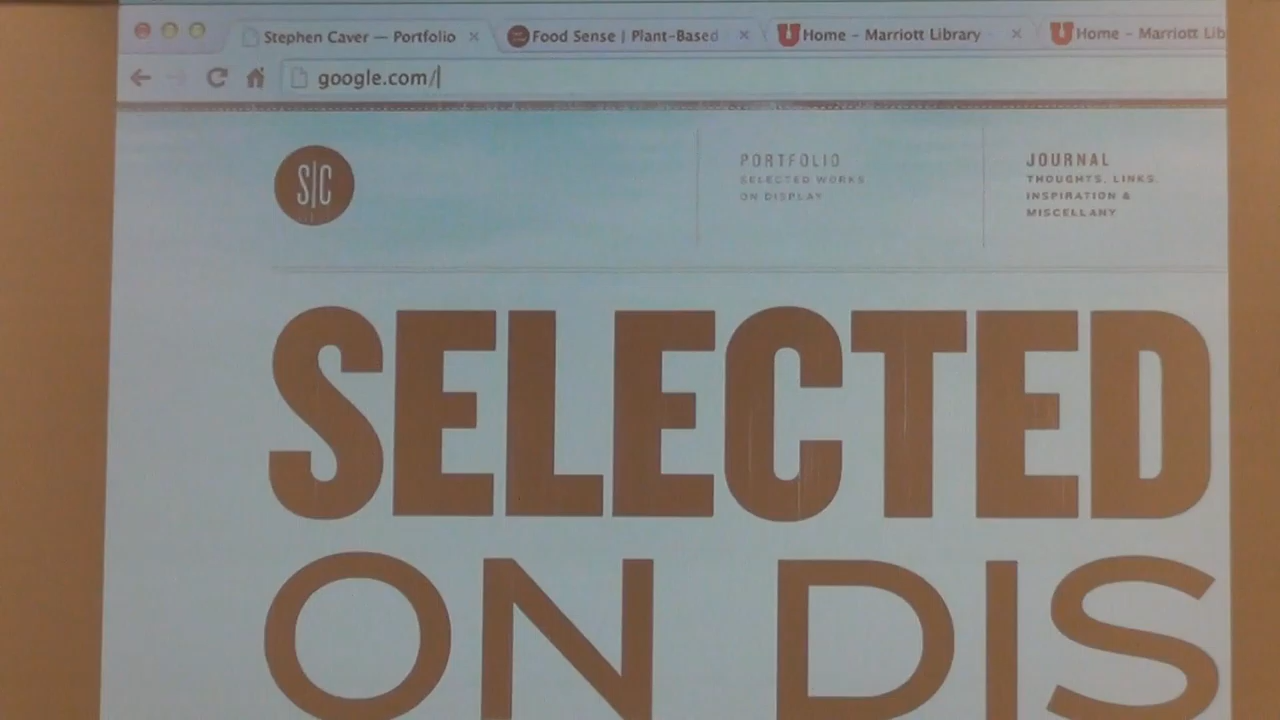 Stephen Caver — Portfolio
Food Sense | Plant-Based
Home - Marriott Library
Home - Marriott Lib
google.com/
S|C
PORTFOLIO
SELECTED WORKS
ON DISPLAY
JOURNAL
THOUGHTS, LINKS,
INSPIRATION &
MISCELLANY
SELECTED
ON DIS